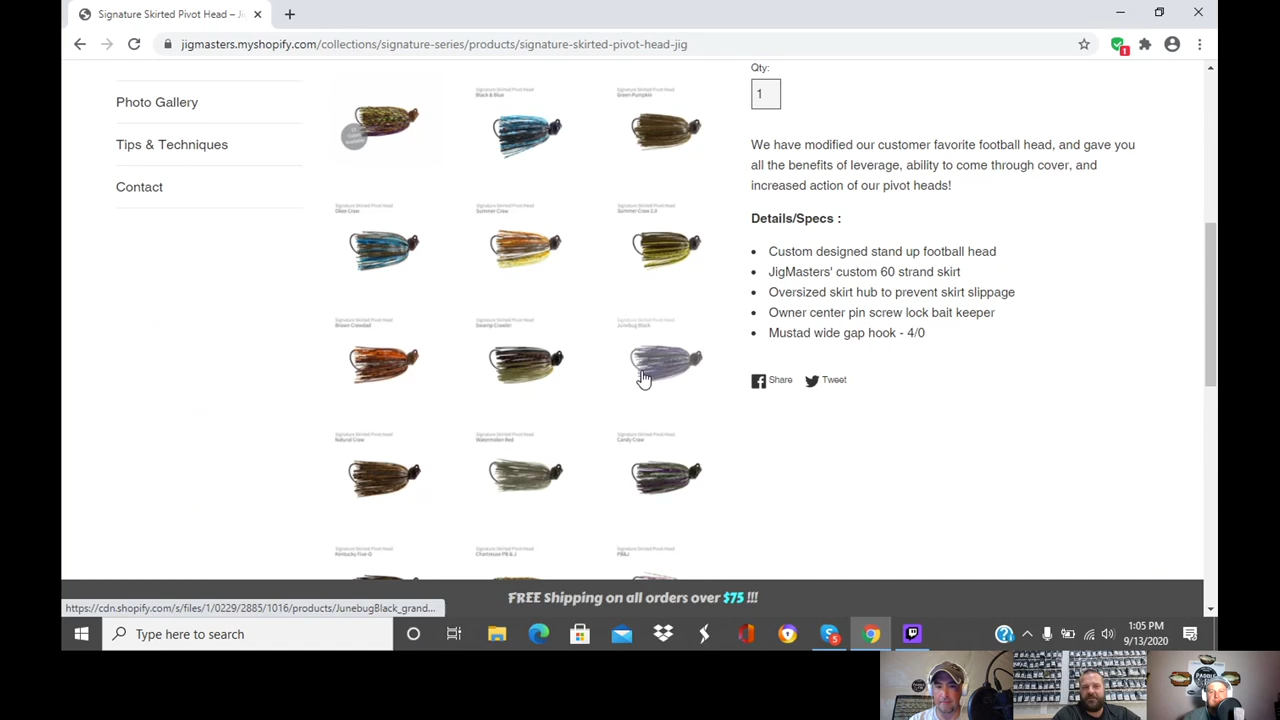 Signature Skirted Pivot Head – J
jigmasters.myshopify.com/collections/signature-series/products/signature-skirted-pivot-head-jig
1
Photo Gallery
Tips & Techniques
Contact
Signature Skirted Pivot Head
Black & Blue
Signature Skirted Pivot Head
Green Pumpkin
Signature Skirted Pivot Head
Okee Craw
Signature Skirted Pivot Head
Summer Craw
Signature Skirted Pivot Head
Summer Craw 2.0
Signature Skirted Pivot Head
Brown Crawdad
Signature Skirted Pivot Head
Swamp Crawler
Signature Skirted Pivot Head
Junebug Black
Signature Skirted Pivot Head
Natural Craw
Signature Skirted Pivot Head
Watermelon Red
Signature Skirted Pivot Head
Candy Craw
Signature Skirted Pivot Head
Kentucky Five-O
Signature Skirted Pivot Head
Chartreuse PB & J
Signature Skirted Pivot Head
PB&J
Qty:
1
We have modified our customer favorite football head, and gave you
all the benefits of leverage, ability to come through cover, and
increased action of our pivot heads!
Details/Specs :
Custom designed stand up football head
JigMasters' custom 60 strand skirt
Oversized skirt hub to prevent skirt slippage
Owner center pin screw lock bait keeper
Mustad wide gap hook - 4/0
Share
Tweet
FREE Shipping on all orders over $75 !!!
https://cdn.shopify.com/s/files/1/0229/2885/1016/products/JunebugBlack_grand...
Type here to search
5
1:05 PM
9/13/2020